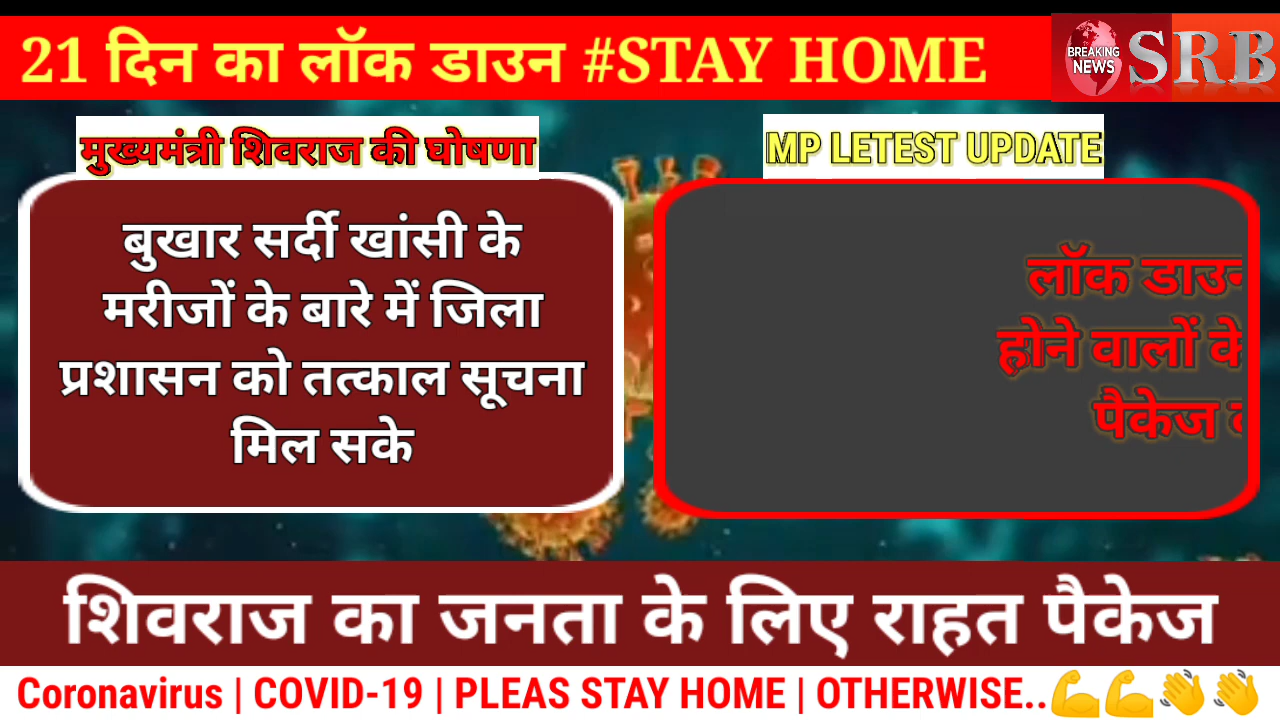 21 दिन का लॉक डाउन #STAY HOME
BREAKING
NEWS
SRB
मुख्यमंत्री शिवराज की घोषणा
बुखार सर्दी खांसी के
मरीजों के बारे में जिला
प्रशासन को तत्काल सूचना
मिल सके
MP LETEST UPDATE
लॉक
होने वालों के
पैकेज
शिवराज का जनता के लिए राहत पैकेज
Coronavirus | COVID-19 | PLEAS STAY HOME | OTHERWISE..💪💪👋👋